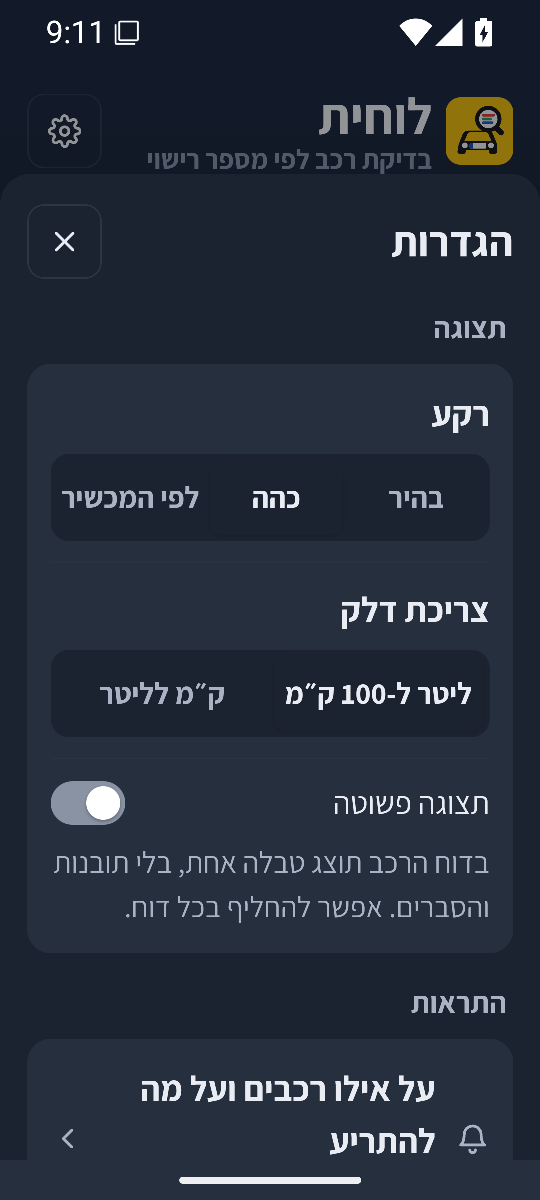 9:11
לוחית
בדיקת רכב לפי מספר רישוי
הגדרות
תצוגה
רקע
בהיר
כהה
לפי המכשיר
צריכת דלק
ליטר ל-100 ק״מ
ק״מ לליטר
תצוגה פשוטה
בדוח הרכב תוצג טבלה אחת, בלי תובנות
והסברים. אפשר להחליף בכל דוח.
התראות
על אילו רכבים ועל מה
להתריע